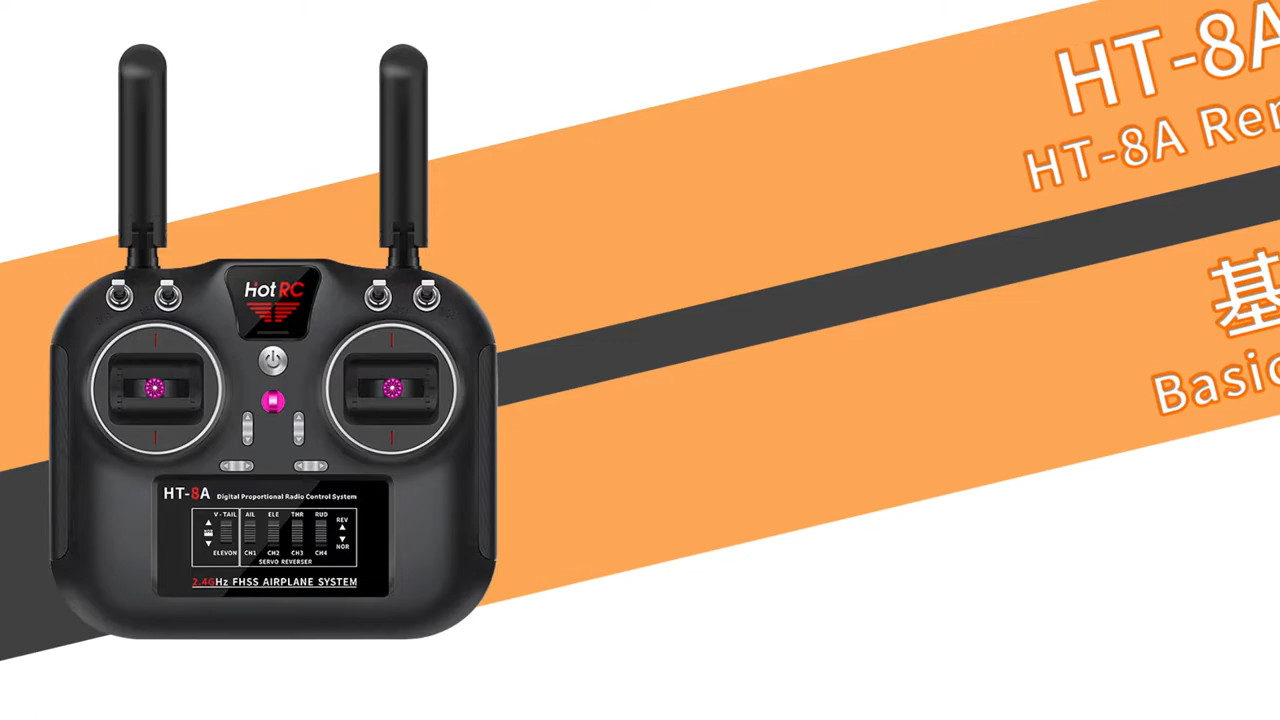 HT-8A
HT-8A
基
Basic
HotRC
HT-8A Digital Proportional Radio Control System
V-TAIL AIL ELE THR RUD REV
MIX
ELEVON CH1 CH2 CH3 CH4 NOR
SERVO REVERSER
2.4GHz FHSS AIRPLANE SYSTEM